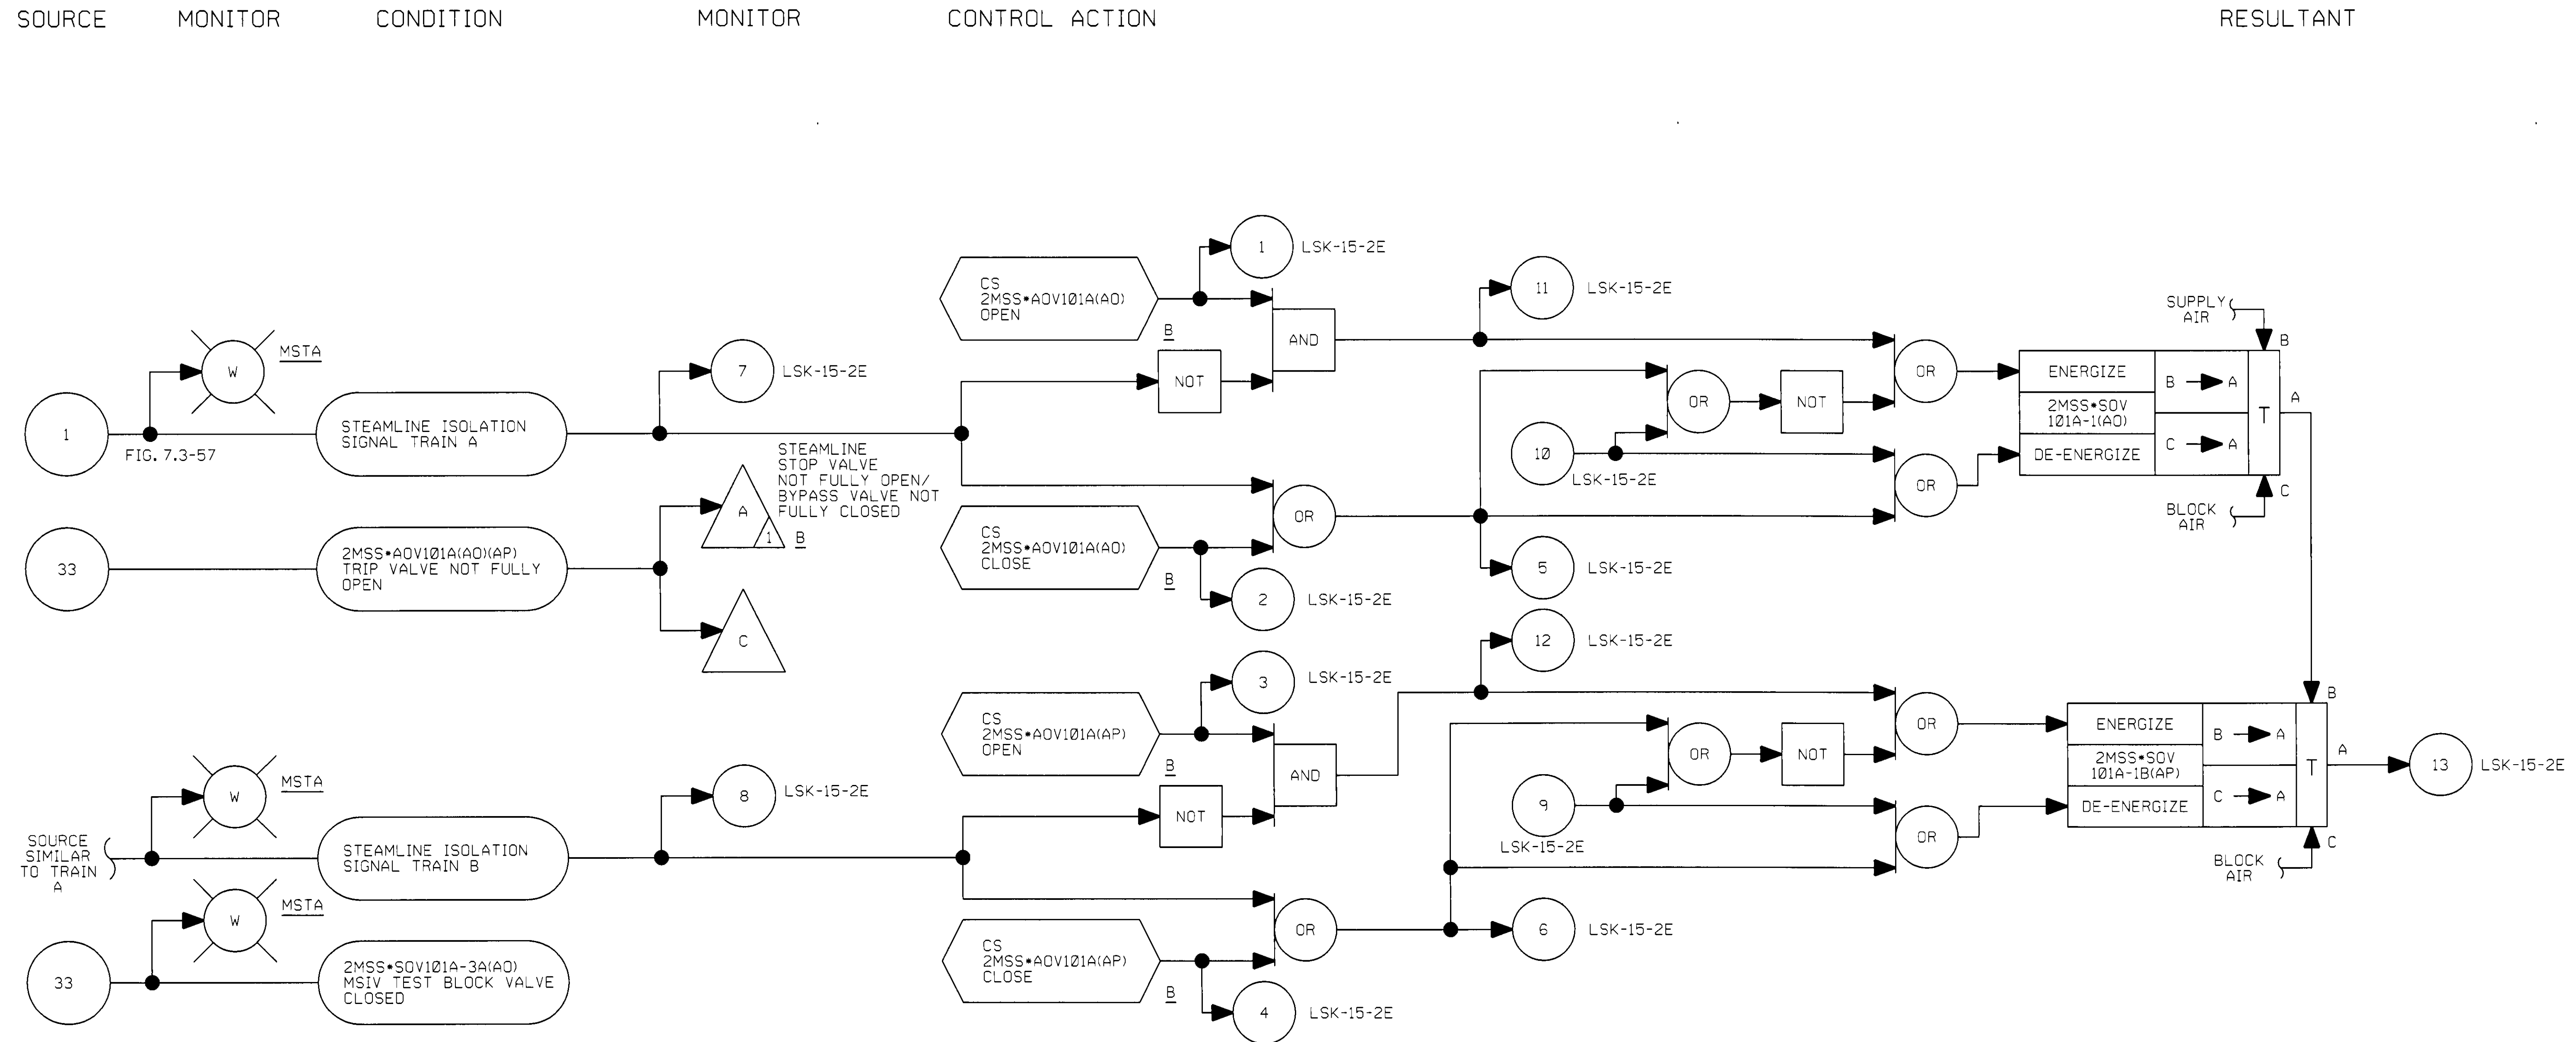 SOURCE
MONITOR
CONDITION
MONITOR
CONTROL ACTION
RESULTANT
1
FIG. 7.3-57
W
MSTA
STEAMLINE ISOLATION
SIGNAL TRAIN A
7
LSK-15-2E
33
2MSS*AOV101A(AO)(AP)
TRIP VALVE NOT FULLY
OPEN
A
1
B
STEAMLINE
STOP VALVE
NOT FULLY OPEN/
BYPASS VALVE NOT
FULLY CLOSED
C
CS
2MSS*AOV101A(AO)
OPEN
B
1
LSK-15-2E
NOT
AND
CS
2MSS*AOV101A(AO)
CLOSE
B
2
LSK-15-2E
OR
11
LSK-15-2E
10
LSK-15-2E
OR
NOT
OR
OR
5
LSK-15-2E
SUPPLY
AIR
B
ENERGIZE
B
A
2MSS*SOV
101A-1(AO)
DE-ENERGIZE
C
A
T
A
C
BLOCK
AIR
SOURCE
SIMILAR
TO TRAIN
A
W
MSTA
STEAMLINE ISOLATION
SIGNAL TRAIN B
8
LSK-15-2E
33
W
MSTA
2MSS*SOV101A-3A(AO)
MSIV TEST BLOCK VALVE
CLOSED
CS
2MSS*AOV101A(AP)
OPEN
B
3
LSK-15-2E
NOT
AND
CS
2MSS*AOV101A(AP)
CLOSE
B
4
LSK-15-2E
OR
12
LSK-15-2E
9
LSK-15-2E
OR
NOT
OR
OR
6
LSK-15-2E
B
ENERGIZE
B
A
2MSS*SOV
101A-1B(AP)
DE-ENERGIZE
C
A
T
A
C
BLOCK
AIR
13
LSK-15-2E